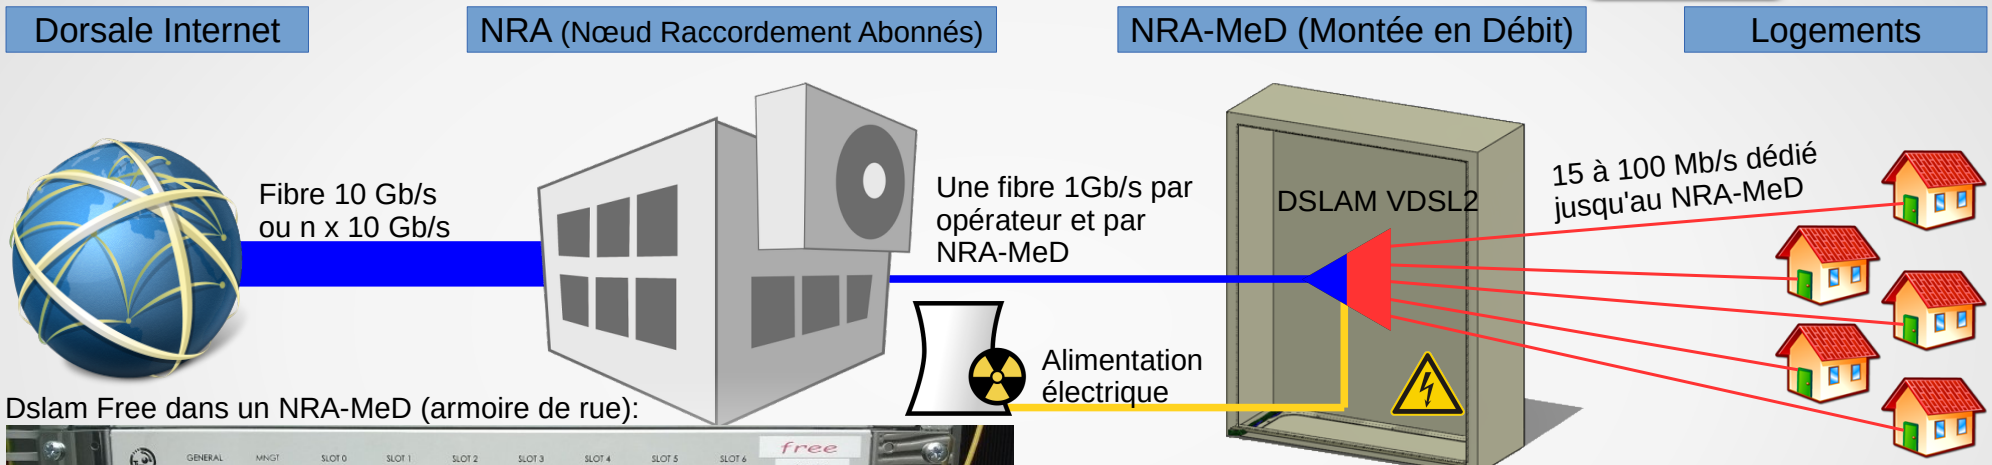 Dorsale Internet
NRA (Nœud Raccordement Abonnés)
NRA-MeD (Montée en Débit)
Logements
Fibre 10 Gb/s
ou n x 10 Gb/s
Une fibre 1Gb/s par
opérateur et par
NRA-MeD
DSLAM VDSL2
15 à 100 Mb/s dédié
jusqu'au NRA-MeD
Alimentation
électrique
Dslam Free dans un NRA-MeD (armoire de rue):
free
GENERAL MNGT SLOT 0 SLOT 1 SLOT 2 SLOT 3 SLOT 4 SLOT 5 SLOT 6